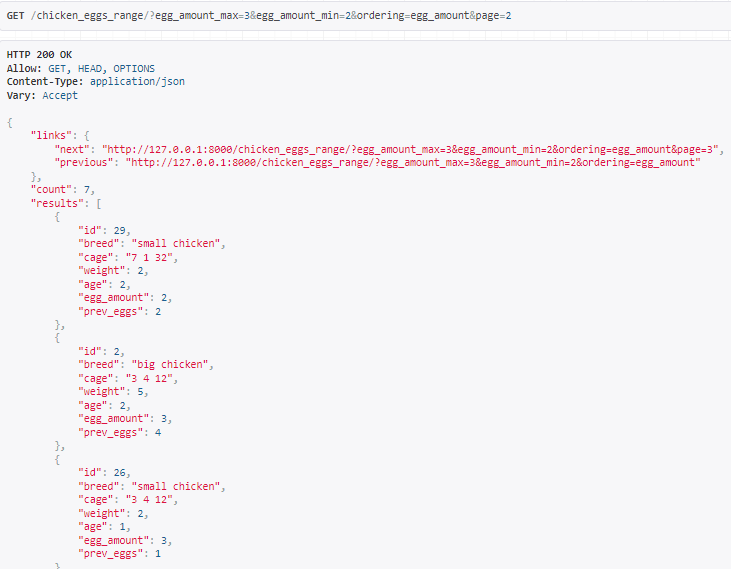 GET /chicken_eggs_range/?egg_amount_max=3&egg_amount_min=2&ordering=egg_amount&page=2
HTTP 200 OK
Allow: GET, HEAD, OPTIONS
Content-Type: application/json
Vary: Accept
{
"links": {
"next": "http://127.0.0.1:8000/chicken_eggs_range/?egg_amount_max=3&egg_amount_min=2&ordering=egg_amount&page=3",
"previous": "http://127.0.0.1:8000/chicken_eggs_range/?egg_amount_max=3&egg_amount_min=2&ordering=egg_amount"
},
"count": 7,
"results": [
{
"id": 29,
"breed": "small chicken",
"cage": "7 1 32",
"weight": 2,
"age": 2,
"egg_amount": 2,
"prev_eggs": 2
},
{
"id": 2,
"breed": "big chicken",
"cage": "3 4 12",
"weight": 5,
"age": 2,
"egg_amount": 3,
"prev_eggs": 4
},
{
"id": 26,
"breed": "small chicken",
"cage": "3 4 12",
"weight": 2,
"age": 1,
"egg_amount": 3,
"prev_eggs": 1
}